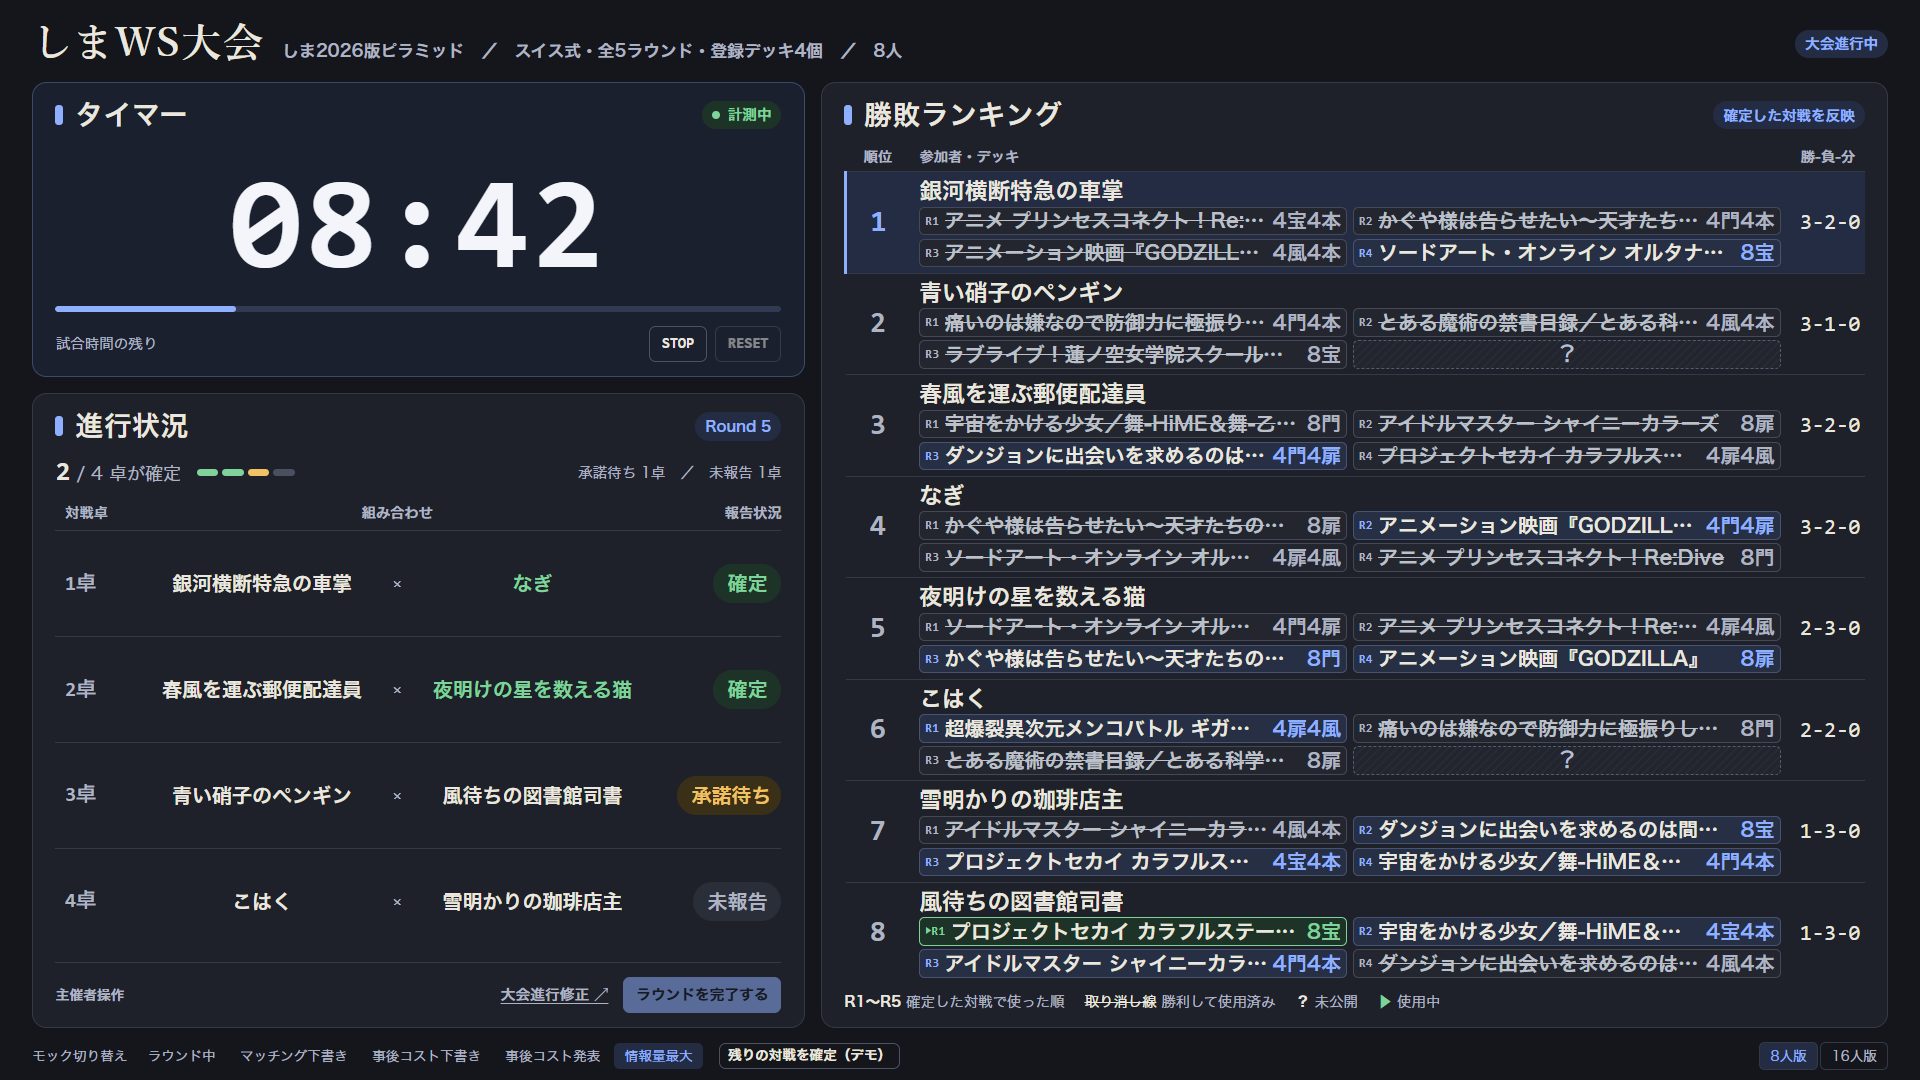 しまWS大会 しま2026版ピラミッド ／ スイス式・全5ラウンド・登録デッキ4個 ／ 8人
大会進行中
タイマー
計測中
08:42
試合時間の残り
STOP
RESET
進行状況
Round 5
2 / 4 卓が確定
承諾待ち 1卓 ／ 未報告 1卓
対戦卓 組み合わせ 報告状況
1卓 銀河横断特急の車掌 × なぎ 確定
2卓 春風を運ぶ郵便配達員 × 夜明けの星を数える猫 確定
3卓 青い硝子のペンギン × 風待ちの図書館司書 承諾待ち
4卓 こはく × 雪明かりの珈琲店主 未報告
主催者操作
大会進行修正 ↗
ラウンドを完了する
勝敗ランキング
確定した対戦を反映
順位 参加者・デッキ 勝-負-分
1 銀河横断特急の車掌 3-2-0
R1 アニメ プリンセスコネクト！Re:… 4宝4本 R2 かぐや様は告らせたい～天才たち… 4門4本
R3 アニメーション映画『GODZILL… 4風4本 R4 ソードアート・オンライン オルタナ… 8宝
2 青い硝子のペンギン 3-1-0
R1 痛いのは嫌なので防御力に極振り… 4門4本 R2 とある魔術の禁書目録／とある科… 4風4本
R3 ラブライブ！蓮ノ空女学院スクール… 8宝 ?
3 春風を運ぶ郵便配達員 3-2-0
R1 宇宙をかける少女／舞-HiME＆舞-乙… 8門 R2 アイドルマスター シャイニーカラーズ 8扉
R3 ダンジョンに出会いを求めるのは… 4門4扉 R4 プロジェクトセカイ カラフルス… 4扉4風
4 なぎ 3-2-0
R1 かぐや様は告らせたい～天才たちの… 8扉 R2 アニメーション映画『GODZILL… 4門4扉
R3 ソードアート・オンライン オル… 4扉4風 R4 アニメ プリンセスコネクト！Re:Dive 8門
5 夜明けの星を数える猫 2-3-0
R1 ソードアート・オンライン オル… 4門4扉 R2 アニメ プリンセスコネクト！Re:… 4扉4風
R3 かぐや様は告らせたい～天才たちの… 8門 R4 アニメーション映画『GODZILLA』 8扉
6 こはく 2-2-0
R1 超爆裂異次元メンコバトル ギガ… 4扉4風 R2 痛いのは嫌なので防御力に極振りし… 8門
R3 とある魔術の禁書目録／とある科学… 8扉 ?
7 雪明かりの珈琲店主 1-3-0
R1 アイドルマスター シャイニーカラ… 4風4本 R2 ダンジョンに出会いを求めるのは間… 8宝
R3 プロジェクトセカイ カラフルス… 4宝4本 R4 宇宙をかける少女／舞-HiME＆… 4門4本
8 風待ちの図書館司書 1-3-0
▶R1 プロジェクトセカイ カラフルステー… 8宝 R2 宇宙をかける少女／舞-HiME＆… 4宝4本
R3 アイドルマスター シャイニーカラ… 4門4本 R4 ダンジョンに出会いを求めるのは… 4風4本
R1～R5 確定した対戦で使った順 取り消し線 勝利して使用済み ? 未公開 ▶ 使用中
モック切り替え ラウンド中 マッチング下書き 事後コスト下書き 事後コスト発表 情報量最大 残りの対戦を確定（デモ）
8人版 16人版